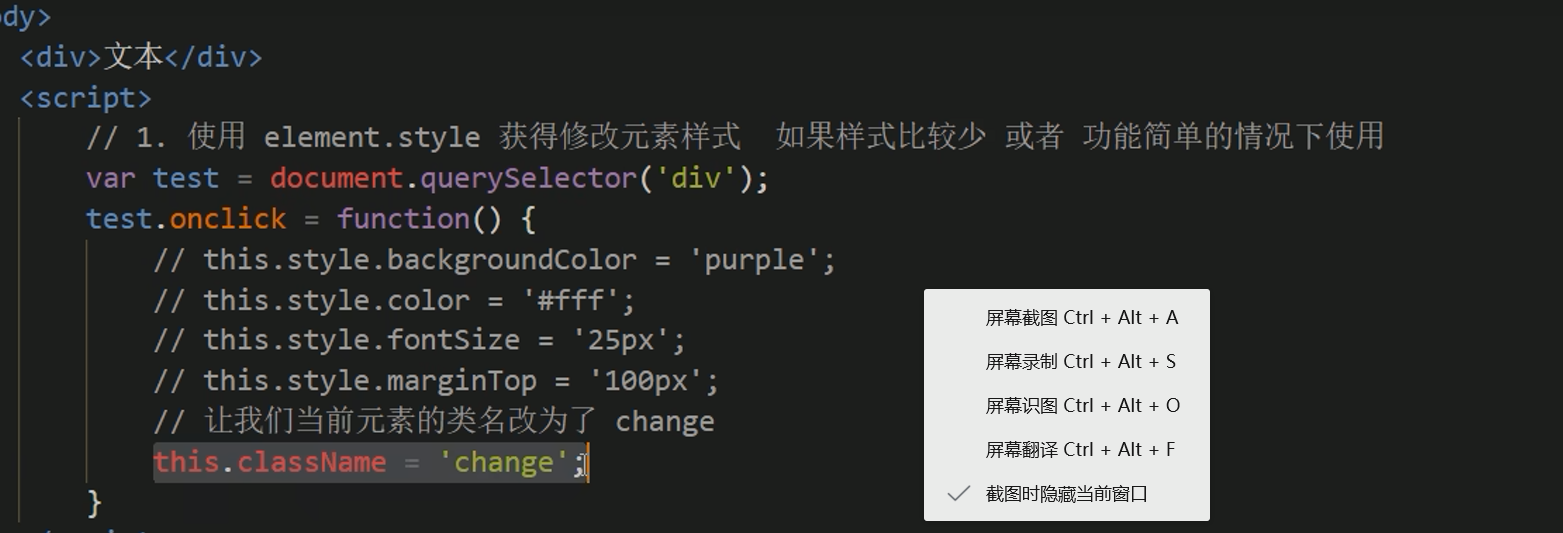 ody>
<div>文本</div>
<script>
// 1. 使用 element.style 获得修改元素样式  如果样式比较少 或者 功能简单的情况下使用
var test = document.querySelector('div');
test.onclick = function() {
// this.style.backgroundColor = 'purple';
// this.style.color = '#fff';
// this.style.fontSize = '25px';
// this.style.marginTop = '100px';
// 让我们当前元素的类名改为了 change
this.className = 'change';
}
屏幕截图 Ctrl + Alt + A
屏幕录制 Ctrl + Alt + S
屏幕识图 Ctrl + Alt + O
屏幕翻译 Ctrl + Alt + F
截图时隐藏当前窗口